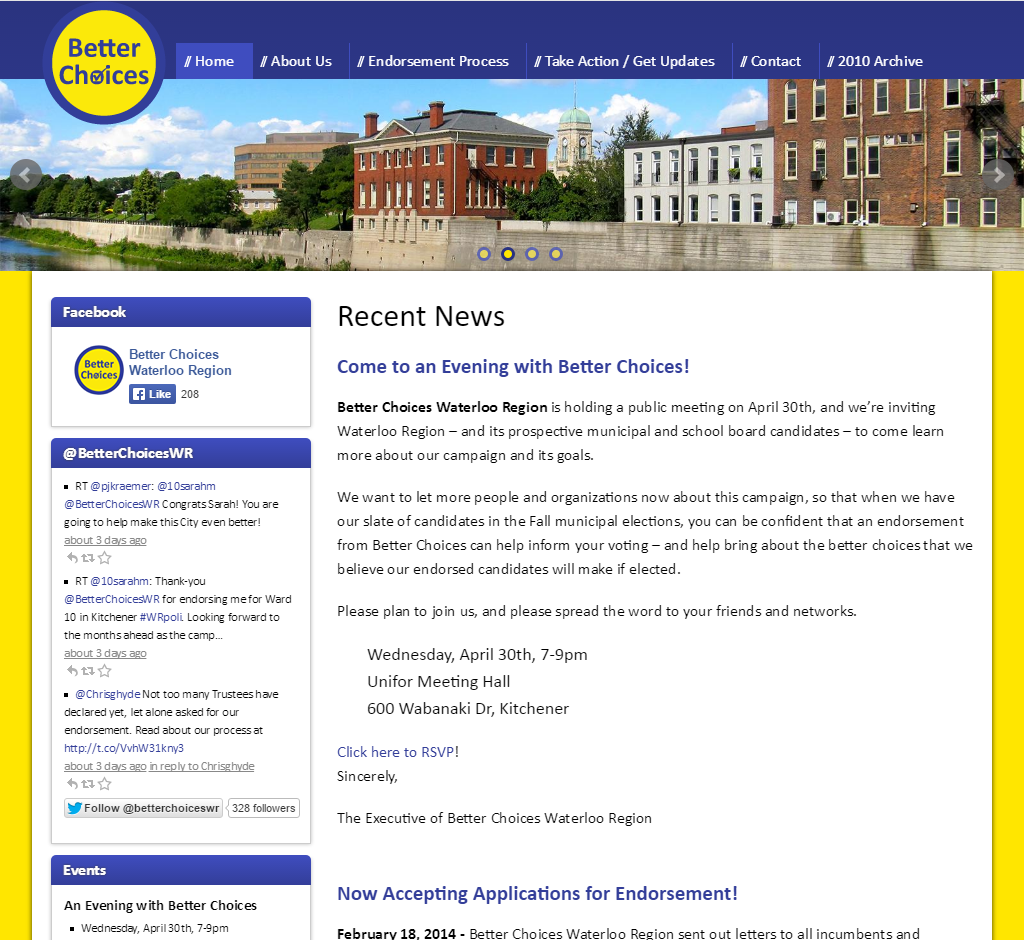 Better
Choices
// Home
// About Us
// Endorsement Process
// Take Action / Get Updates
// Contact
// 2010 Archive
Facebook
Better
Choices
Better Choices
Waterloo Region
Like 208
@BetterChoicesWR
RT @pjkraemer: @10sarahm
@BetterChoicesWR Congrats Sarah! You are
going to help make this City even better!
about 3 days ago
RT @10sarahm: Thank-you
@BetterChoicesWR for endorsing me for Ward
10 in Kitchener #WRpoli. Looking forward to
the months ahead as the camp...
about 3 days ago
@Chrisghyde Not too many Trustees have
declared yet, let alone asked for our
endorsement. Read about our process at
http://t.co/VvhW31kny3
about 3 days ago in reply to Chrisghyde
Follow @betterchoiceswr 328 followers
Events
An Evening with Better Choices
Wednesday, April 30th, 7-9pm
Recent News
Come to an Evening with Better Choices!
Better Choices Waterloo Region is holding a public meeting on April 30th, and we're inviting
Waterloo Region – and its prospective municipal and school board candidates – to come learn
more about our campaign and its goals.
We want to let more people and organizations now about this campaign, so that when we have
our slate of candidates in the Fall municipal elections, you can be confident that an endorsement
from Better Choices can help inform your voting – and help bring about the better choices that we
believe our endorsed candidates will make if elected.
Please plan to join us, and please spread the word to your friends and networks.
Wednesday, April 30th, 7-9pm
Unifor Meeting Hall
600 Wabanaki Dr, Kitchener
Click here to RSVP!
Sincerely,
The Executive of Better Choices Waterloo Region
Now Accepting Applications for Endorsement!
February 18, 2014 - Better Choices Waterloo Region sent out letters to all incumbents and